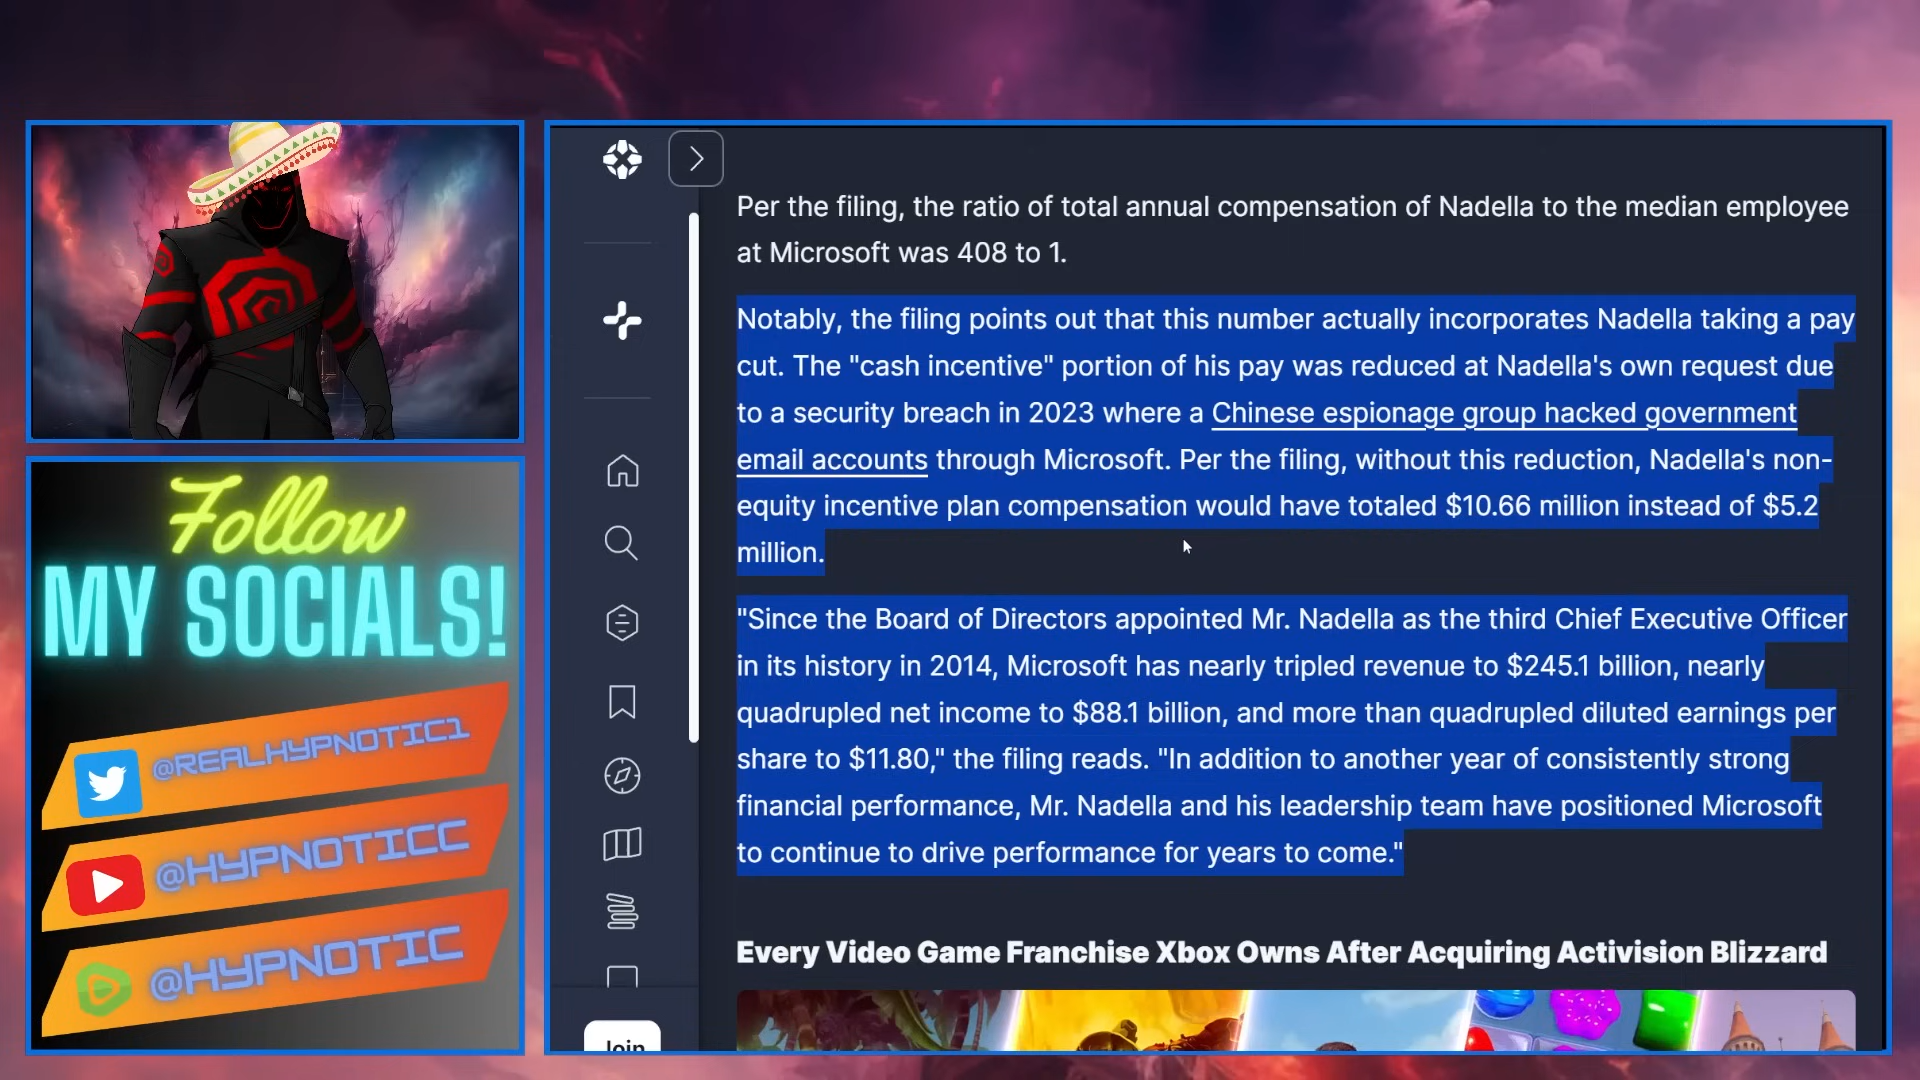 Follow
MY SOCIALS!
@REALHYPNOTIC1
@HYPNOTICC
@HYPNOTIC
Per the filing, the ratio of total annual compensation of Nadella to the median employee
at Microsoft was 408 to 1.
Notably, the filing points out that this number actually incorporates Nadella taking a pay
cut. The "cash incentive" portion of his pay was reduced at Nadella's own request due
to a security breach in 2023 where a Chinese espionage group hacked government
email accounts through Microsoft. Per the filing, without this reduction, Nadella's non-
equity incentive plan compensation would have totaled $10.66 million instead of $5.2
million.
"Since the Board of Directors appointed Mr. Nadella as the third Chief Executive Officer
in its history in 2014, Microsoft has nearly tripled revenue to $245.1 billion, nearly
quadrupled net income to $88.1 billion, and more than quadrupled diluted earnings per
share to $11.80," the filing reads. "In addition to another year of consistently strong
financial performance, Mr. Nadella and his leadership team have positioned Microsoft
to continue to drive performance for years to come."
Every Video Game Franchise Xbox Owns After Acquiring Activision Blizzard
Join